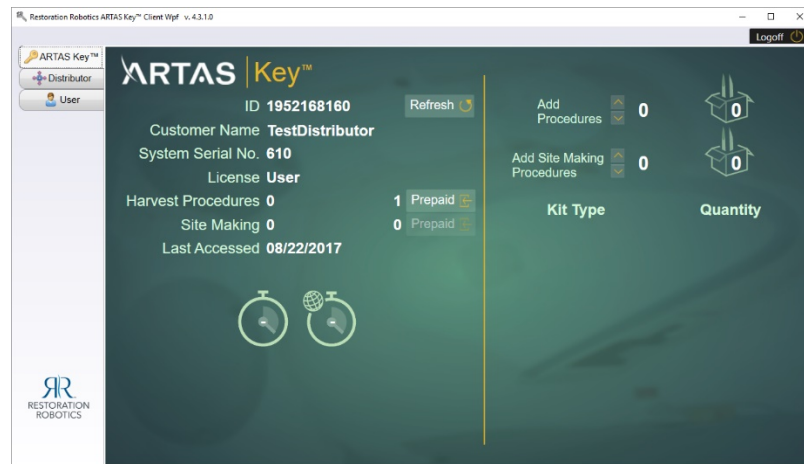 Restoration Robotics ARTAS Key™ Client Wpf v. 4.3.1.0
Logoff
ARTAS Key™
Distributor
User
ARTAS Key™
ID 1952168160 Refresh
Customer Name TestDistributor
System Serial No. 610
License User
Harvest Procedures 0 1 Prepaid
Site Making 0 0 Prepaid
Last Accessed 08/22/2017
Add
Procedures 0 0
Add Site Making
Procedures 0 0
Kit Type Quantity
RR
RESTORATION
ROBOTICS